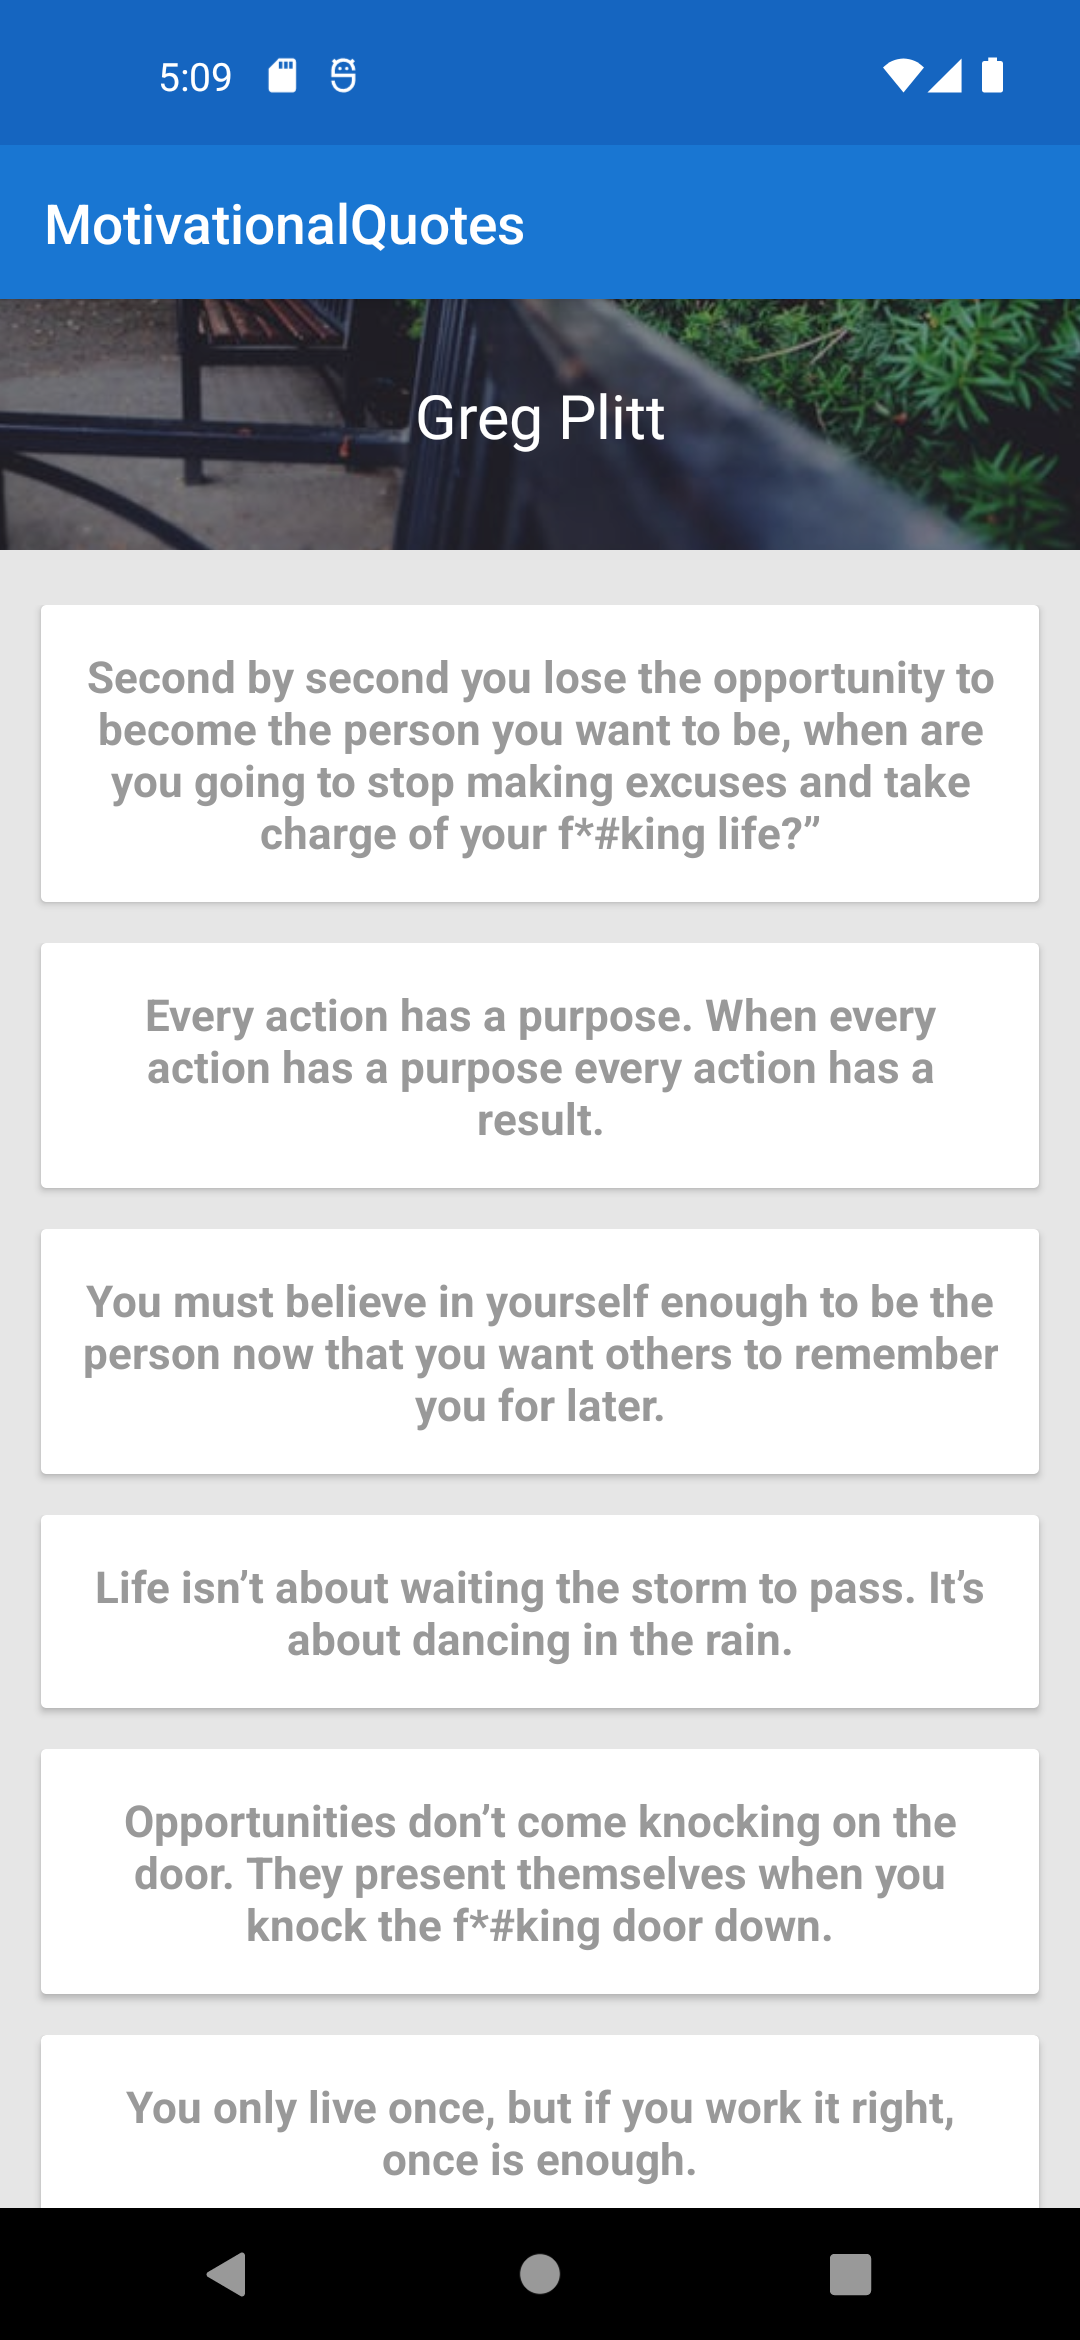 5:09
MotivationalQuotes
Greg Plitt
Second by second you lose the opportunity to
become the person you want to be, when are
you going to stop making excuses and take
charge of your f*#king life?”
Every action has a purpose. When every
action has a purpose every action has a
result.
You must believe in yourself enough to be the
person now that you want others to remember
you for later.
Life isn’t about waiting the storm to pass. It’s
about dancing in the rain.
Opportunities don’t come knocking on the
door. They present themselves when you
knock the f*#king door down.
You only live once, but if you work it right,
once is enough.